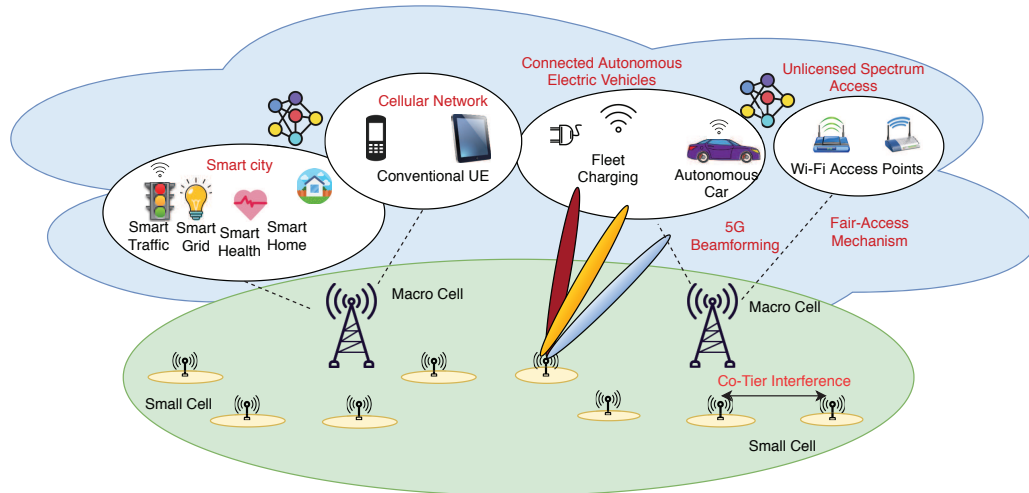 Connected Autonomous
Electric Vehicles
Unlicensed Spectrum
Access
Cellular Network
Conventional UE
Fleet
Charging
Autonomous
Car
Wi-Fi Access Points
Smart city
Smart
Traffic
Smart
Grid
Smart
Health
Smart
Home
5G
Beamforming
Fair-Access
Mechanism
Macro Cell
Macro Cell
Small Cell
Co-Tier Interference
Small Cell